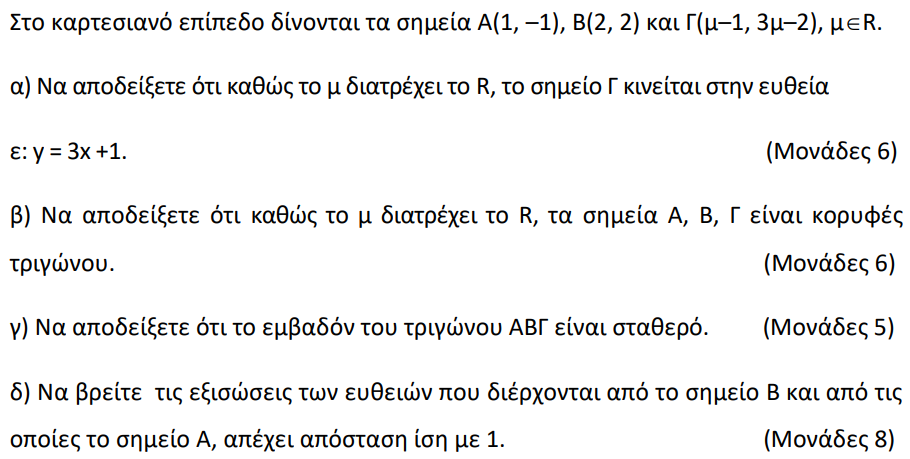 Στο καρτεσιανό επίπεδο δίνονται τα σημεία Α(1, –1), Β(2, 2) και Γ(μ–1, 3μ–2), μ∈R.
α) Να αποδείξετε ότι καθώς το μ διατρέχει το R, το σημείο Γ κινείται στην ευθεία
ε: y = 3x +1. (Μονάδες 6)
β) Να αποδείξετε ότι καθώς το μ διατρέχει το R, τα σημεία Α, Β, Γ είναι κορυφές
τριγώνου. (Μονάδες 6)
γ) Να αποδείξετε ότι το εμβαδόν του τριγώνου ΑΒΓ είναι σταθερό. (Μονάδες 5)
δ) Να βρείτε τις εξισώσεις των ευθειών που διέρχονται από το σημείο Β και από τις
οποίες το σημείο Α, απέχει απόσταση ίση με 1. (Μονάδες 8)